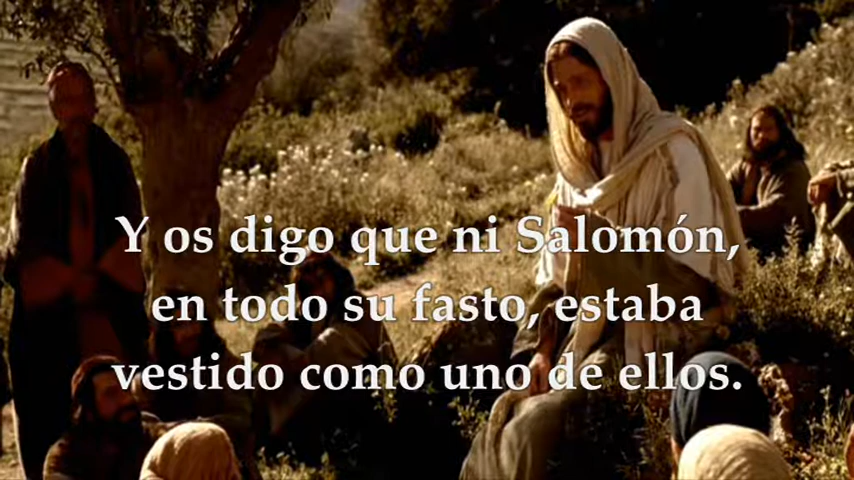 Y os digo que ni Salomón,
en todo su fasto, estaba
vestido como uno de ellos.